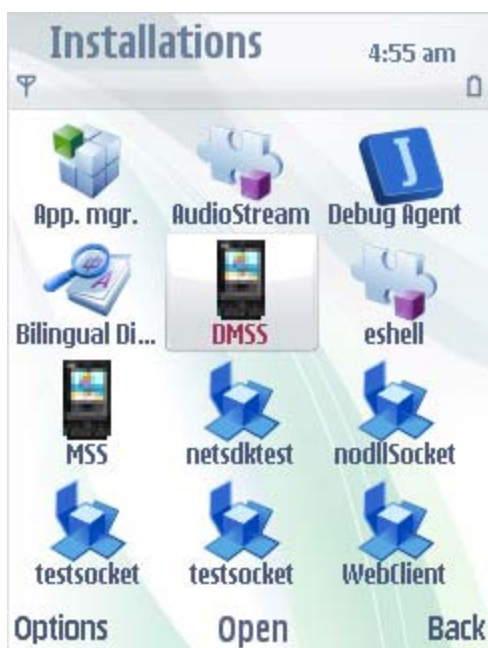 Installations
4:55 am
App. mgr.
AudioStream
Debug Agent
Bilingual Di...
DMSS
eshell
MSS
netsdktest
nodllSocket
testsocket
testsocket
WebClient
Options
Open
Back